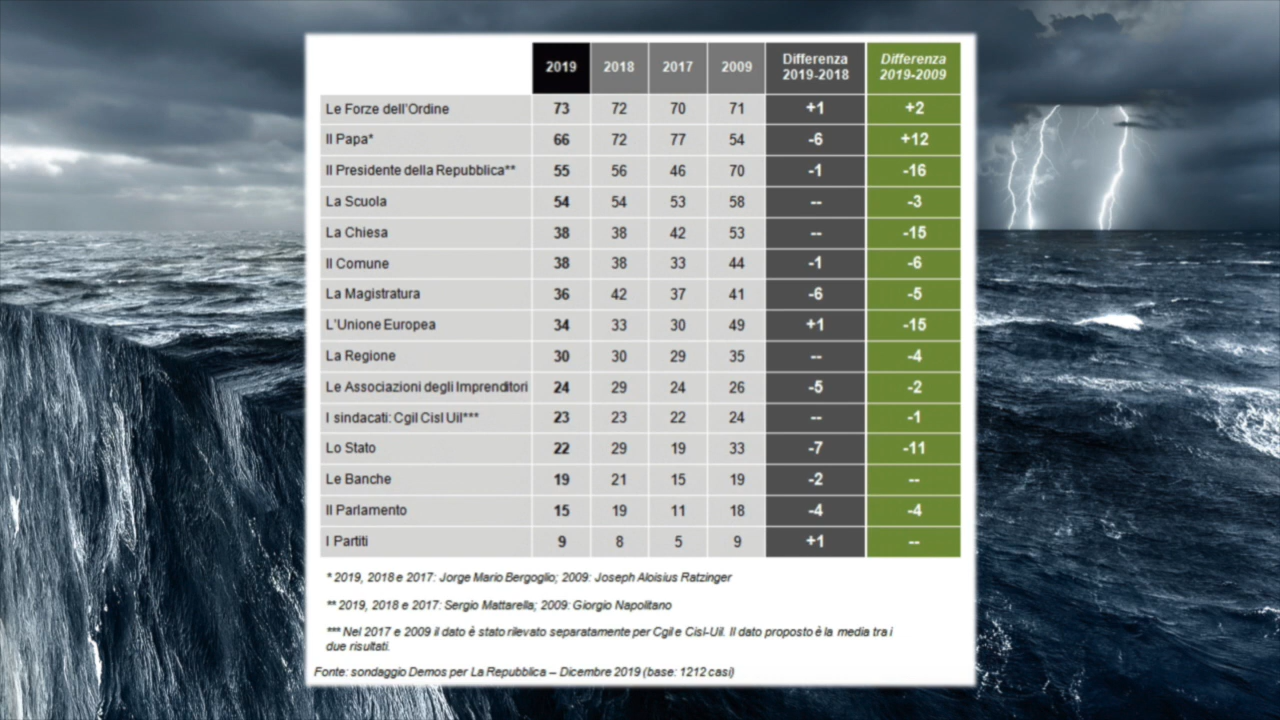 2019 2018 2017 2009 Differenza 2019-2018 Differenza 2019-2009
Le Forze dell'Ordine 73 72 70 71 +1 +2
Il Papa* 66 72 77 54 -6 +12
Il Presidente della Repubblica** 55 56 46 70 -1 -16
La Scuola 54 54 53 58 -- -3
La Chiesa 38 38 42 53 -- -15
Il Comune 38 38 33 44 -1 -6
La Magistratura 36 42 37 41 -6 -5
L'Unione Europea 34 33 30 49 +1 -15
La Regione 30 30 29 35 -- -4
Le Associazioni degli Imprenditori 24 29 24 26 -5 -2
I sindacati: Cgil Cisl Uil*** 23 23 22 24 -- -1
Lo Stato 22 29 19 33 -7 -11
Le Banche 19 21 15 19 -2 --
Il Parlamento 15 19 11 18 -4 -4
I Partiti 9 8 5 9 +1 --
* 2019, 2018 e 2017: Jorge Mario Bergoglio; 2009: Joseph Aloisius Ratzinger
** 2019, 2018 e 2017: Sergio Mattarella; 2009: Giorgio Napolitano
*** Nel 2017 e 2009 il dato è stato rilevato separatamente per Cgil e Cisl-Uil. Il dato proposto è la media tra i
due risultati.
Fonte: sondaggio Demos per La Repubblica – Dicembre 2019 (base: 1212 casi)